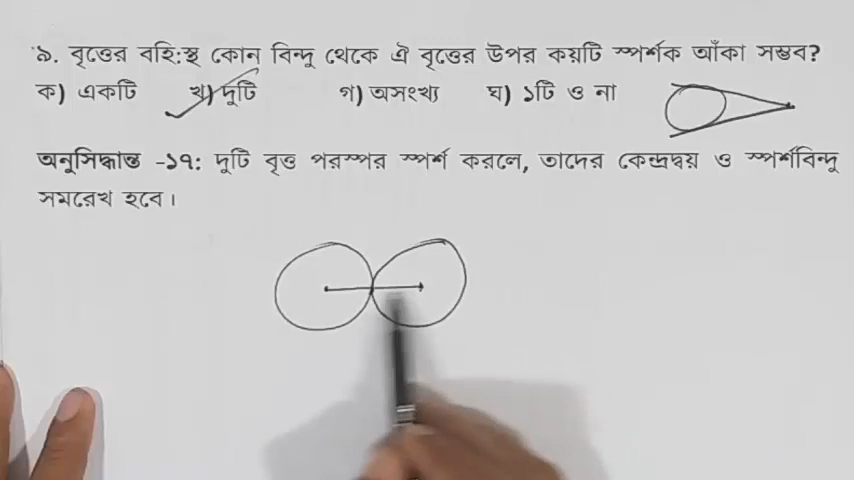 ৯. বৃত্তের বহি:স্থ কোন বিন্দু থেকে ঐ বৃত্তের উপর কয়টি স্পর্শক আঁকা সম্ভব?
ক) একটি খ) দুটি গ) অসংখ্য ঘ) ১টি ও না
অনুসিদ্ধান্ত -১৭: দুটি বৃত্ত পরস্পর স্পর্শ করলে, তাদের কেন্দ্রদ্বয় ও স্পর্শবিন্দু
সমরেখ হবে।